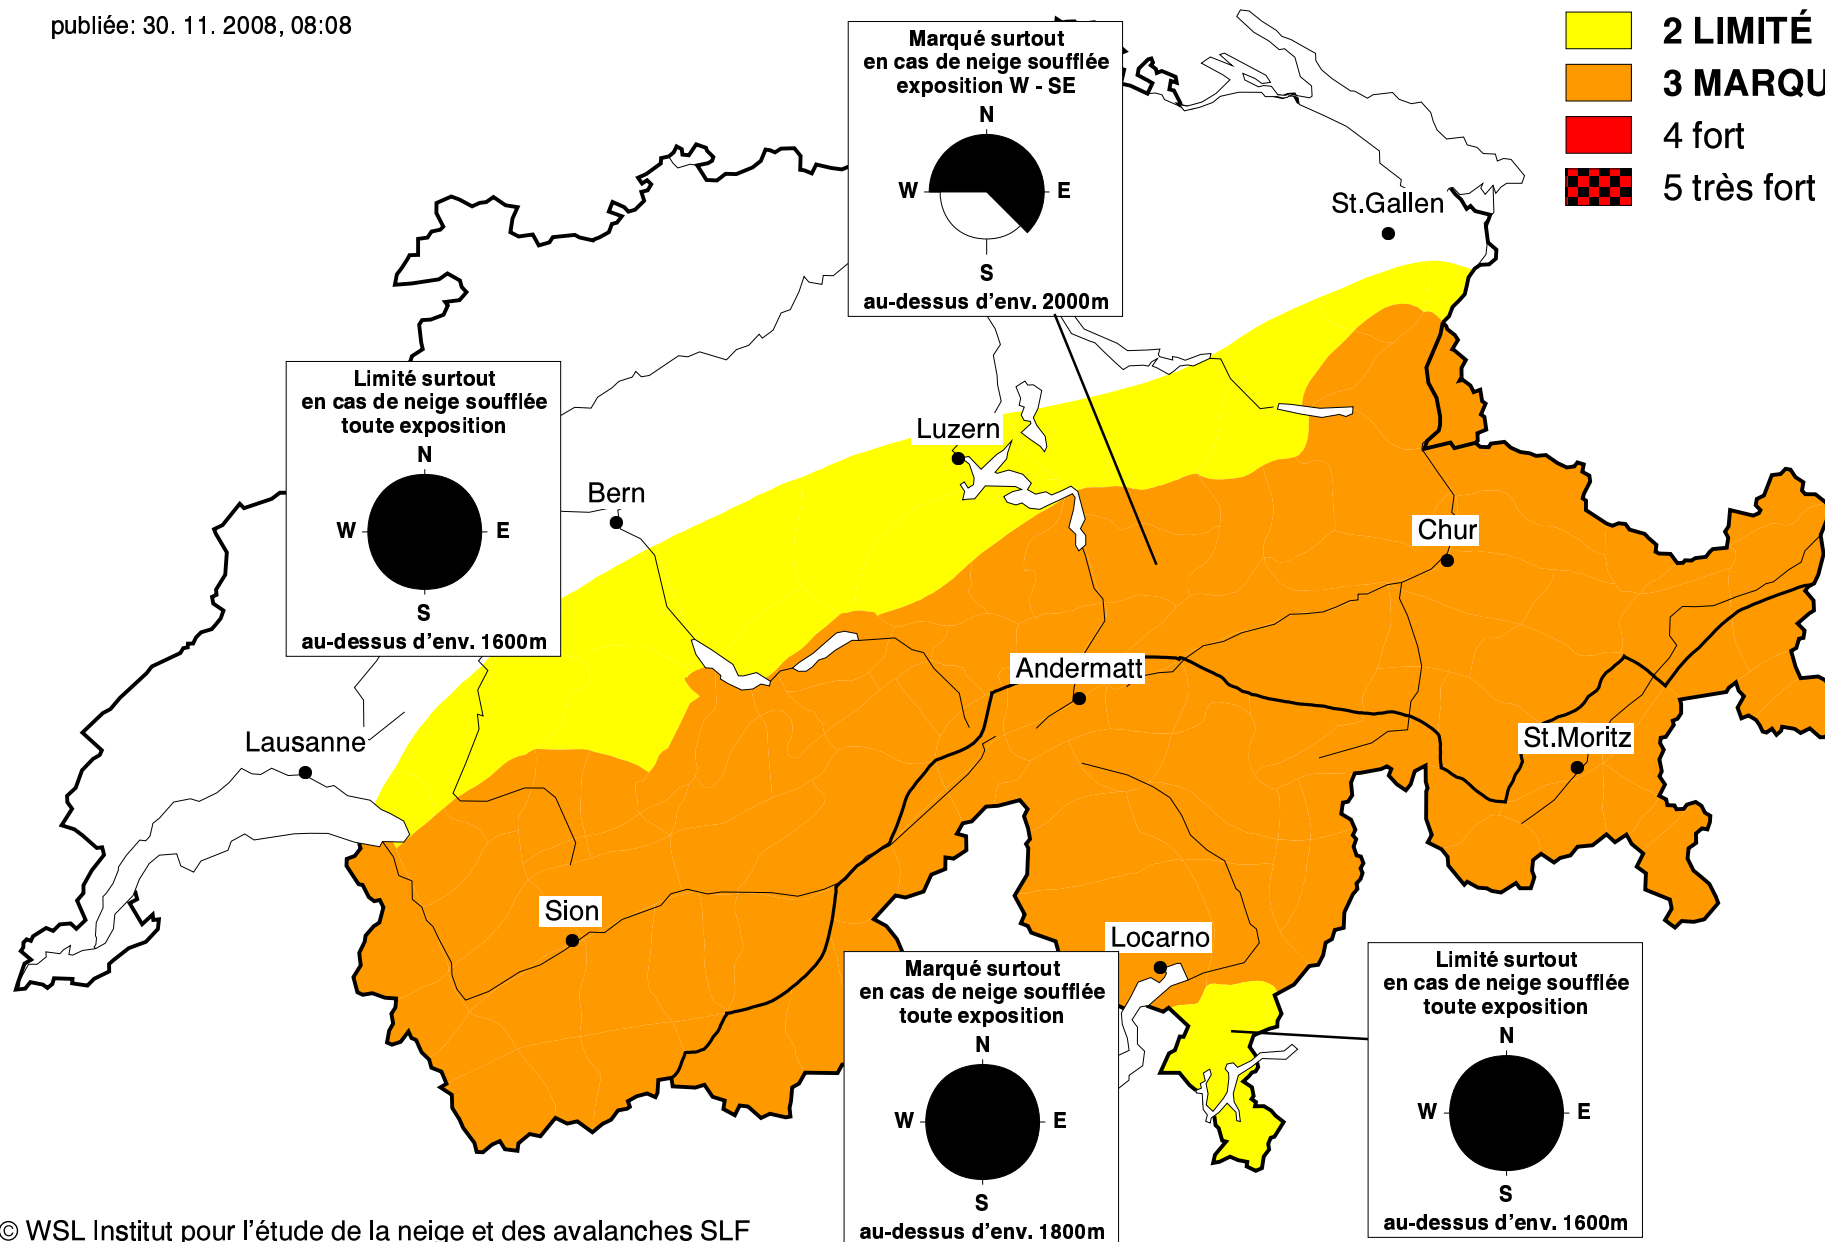 publiée: 30. 11. 2008, 08:08
2 LIMITÉ
3 MARQU
4 fort
5 très fort
Marqué surtout
en cas de neige soufflée
exposition W - SE
N
W
E
S
au-dessus d'env. 2000m
St.Gallen
Limité surtout
en cas de neige soufflée
toute exposition
N
W
E
S
au-dessus d'env. 1600m
Luzern
Bern
Chur
Andermatt
Lausanne
St.Moritz
Sion
Locarno
Marqué surtout
en cas de neige soufflée
toute exposition
N
W
E
S
au-dessus d'env. 1800m
Limité surtout
en cas de neige soufflée
toute exposition
N
W
E
S
au-dessus d'env. 1600m
© WSL Institut pour l'étude de la neige et des avalanches SLF